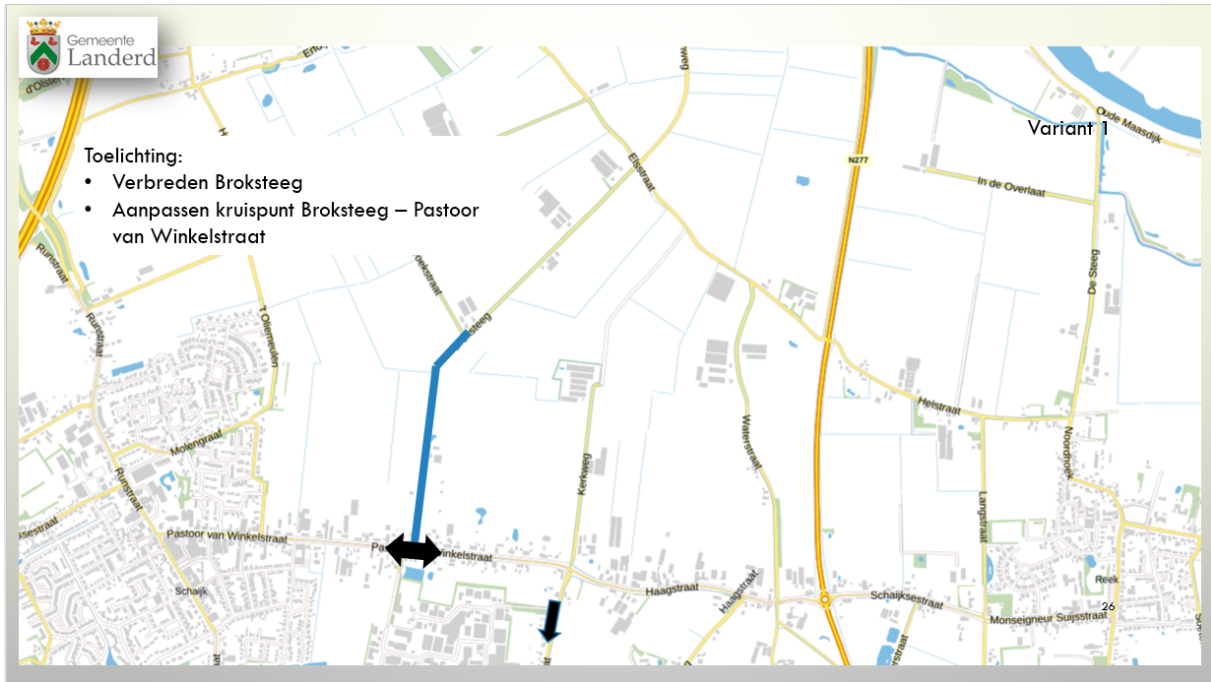 Gemeente
Landerd
Variant 1
Toelichting:
• Verbreden Broksteeg
• Aanpassen kruispunt Broksteeg – Pastoor
van Winkelstraat
Oude Maasdijk
N277
Elsstraat
In de Overlaat
De Steeg
Runstraat
Runstraat
't Oliemeulen
Molengraaf
Runstraat
Helstraat
Waterstraat
Kerkweg
Noordhoek
Langstraat
Pastoor van Winkelstraat
Winkelstraat
Schaijk
Haagstraat
Haagstraat
Schaijksestraat
Reek
26
Monseigneur Suijsstraat